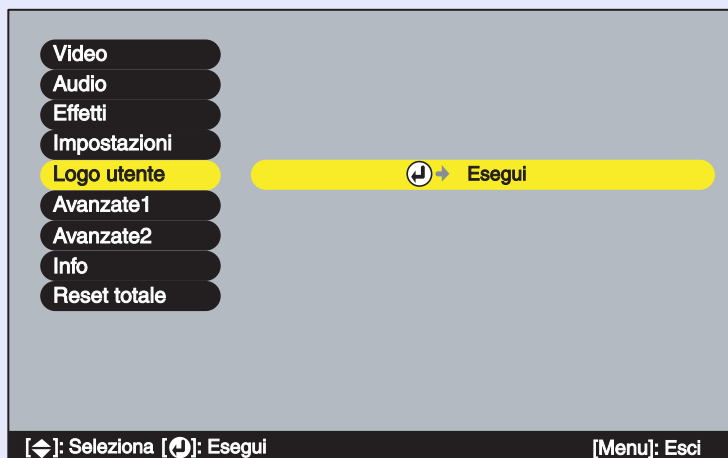 Video
Audio
Effetti
Impostazioni
Logo utente
Esegui
Avanzate1
Avanzate2
Info
Reset totale
[]: Seleziona []: Esegui
[Menu]: Esci